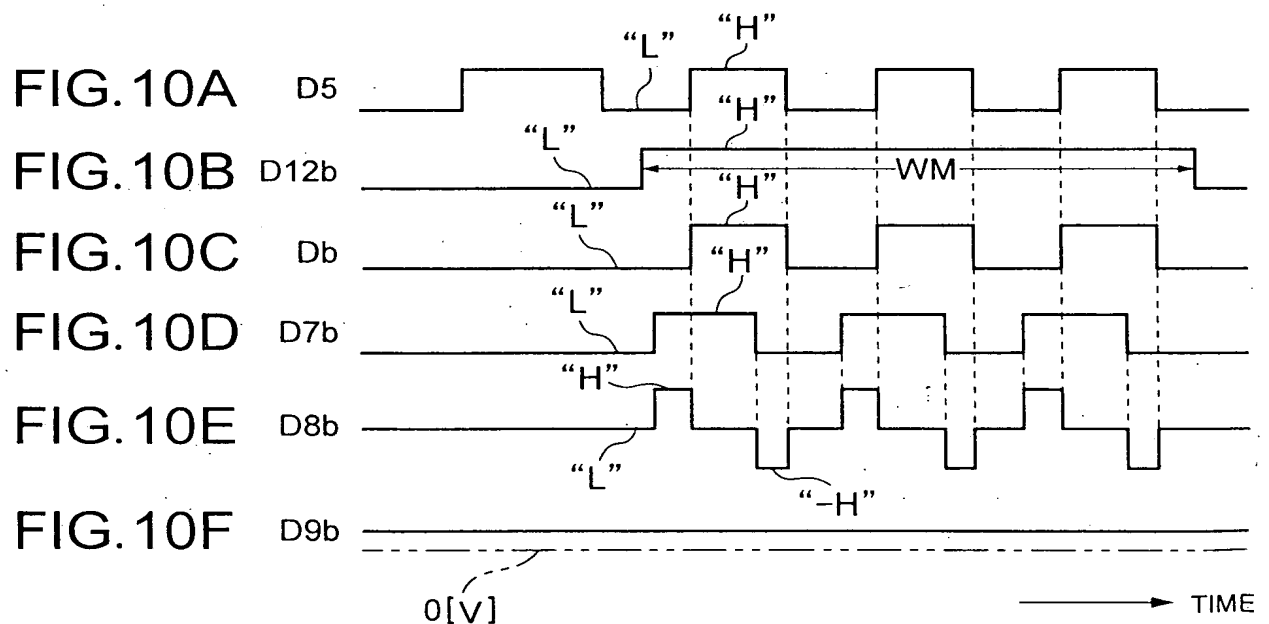 FIG.10A D5 “L” “H”
FIG.10B D12b “L” “H” WM
FIG.10C Db “L” “H”
FIG.10D D7b “L” “H”
FIG.10E D8b “H” “L” “–H”
FIG.10F D9b
0[V]
TIME